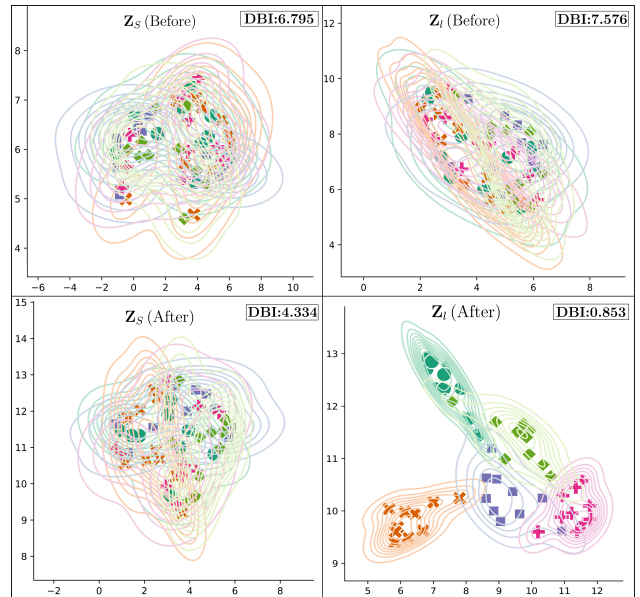 Z_S (Before)
DBI:6.795
8
7
6
5
4
−6 −4 −2 0 2 4 6 8 10
Z_l (Before)
DBI:7.576
12
10
8
6
4
0 2 4 6 8
Z_S (After)
DBI:4.334
15
14
13
12
11
10
9
8
−2 0 2 4 6 8
Z_l (After)
DBI:0.853
13
12
11
10
9
5 6 7 8 9 10 11 12